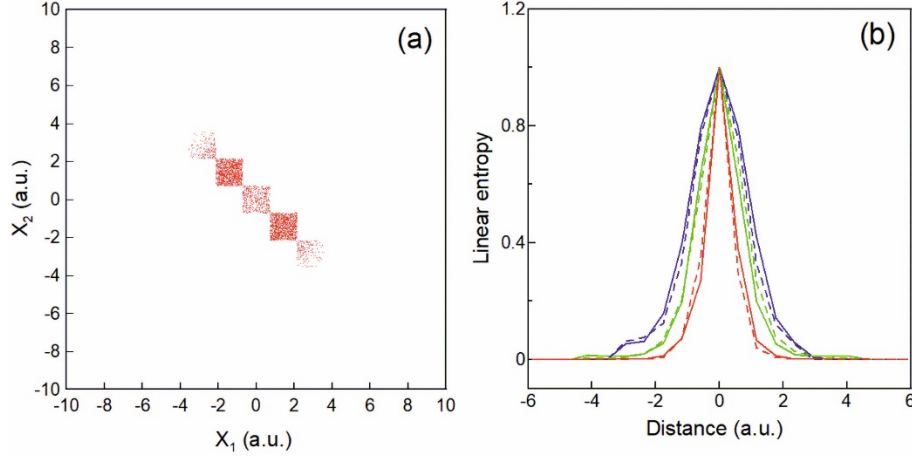 (a)
10
8
6
4
2
0
-2
-4
-6
-8
-10
X2 (a.u.)
-10 -8 -6 -4 -2 0 2 4 6 8 10
X1 (a.u.)
(b)
1.2
0.8
0.4
0
Linear entropy
-6 -4 -2 0 2 4 6
Distance (a.u.)